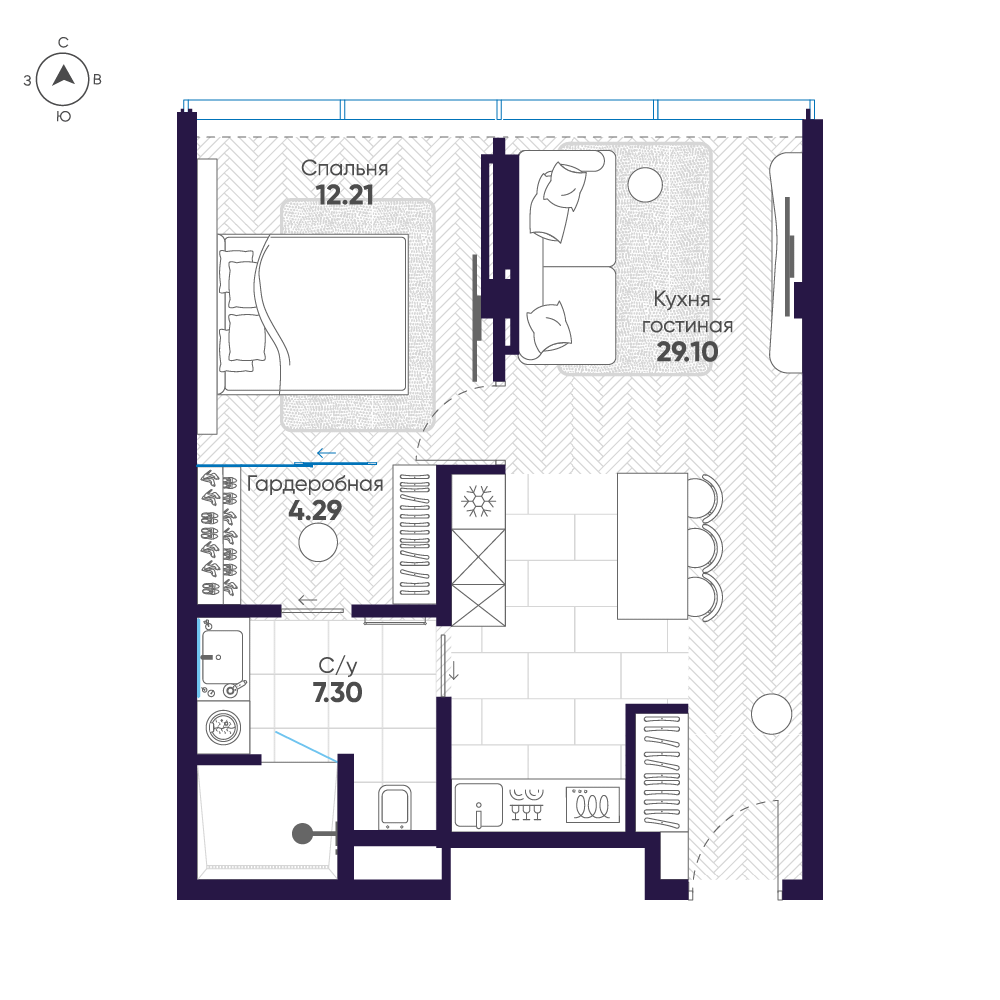 С
З
В
Ю
Спальня
12.21
Кухня-
гостиная
29.10
Гардеробная
4.29
С/у
7.30